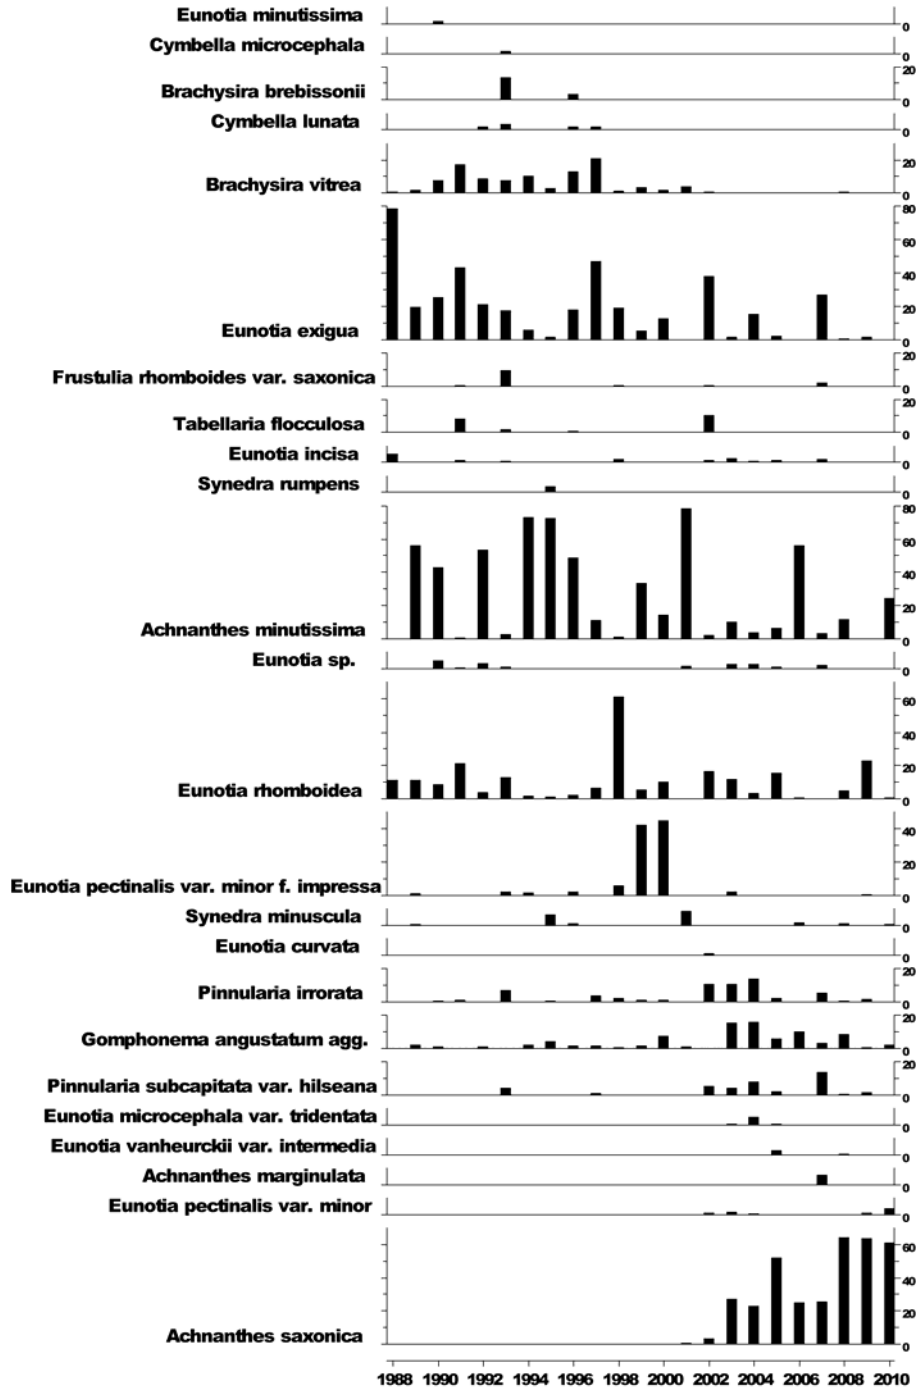 Eunotia minutissima
0
Cymbella microcephala
0
20
Brachysira brebissonii
0
Cymbella lunata
0
20
Brachysira vitrea
0
80
60
40
20
Eunotia exigua
0
20
Frustulia rhomboides var. saxonica
0
20
Tabellaria flocculosa
0
Eunotia incisa
0
Synedra rumpens
0
80
60
40
20
Achnanthes minutissima
0
Eunotia sp.
0
60
40
20
Eunotia rhomboidea
0
40
20
Eunotia pectinalis var. minor f. impressa
0
Synedra minuscula
0
Eunotia curvata
0
20
Pinnularia irrorata
0
20
Gomphonema angustatum agg.
0
20
Pinnularia subcapitata var. hilseana
0
Eunotia microcephala var. tridentata
0
Eunotia vanheurckii var. intermedia
0
Achnanthes marginulata
0
Eunotia pectinalis var. minor
0
60
40
20
Achnanthes saxonica
0
1988 1990 1992 1994 1996 1998 2000 2002 2004 2006 2008 2010